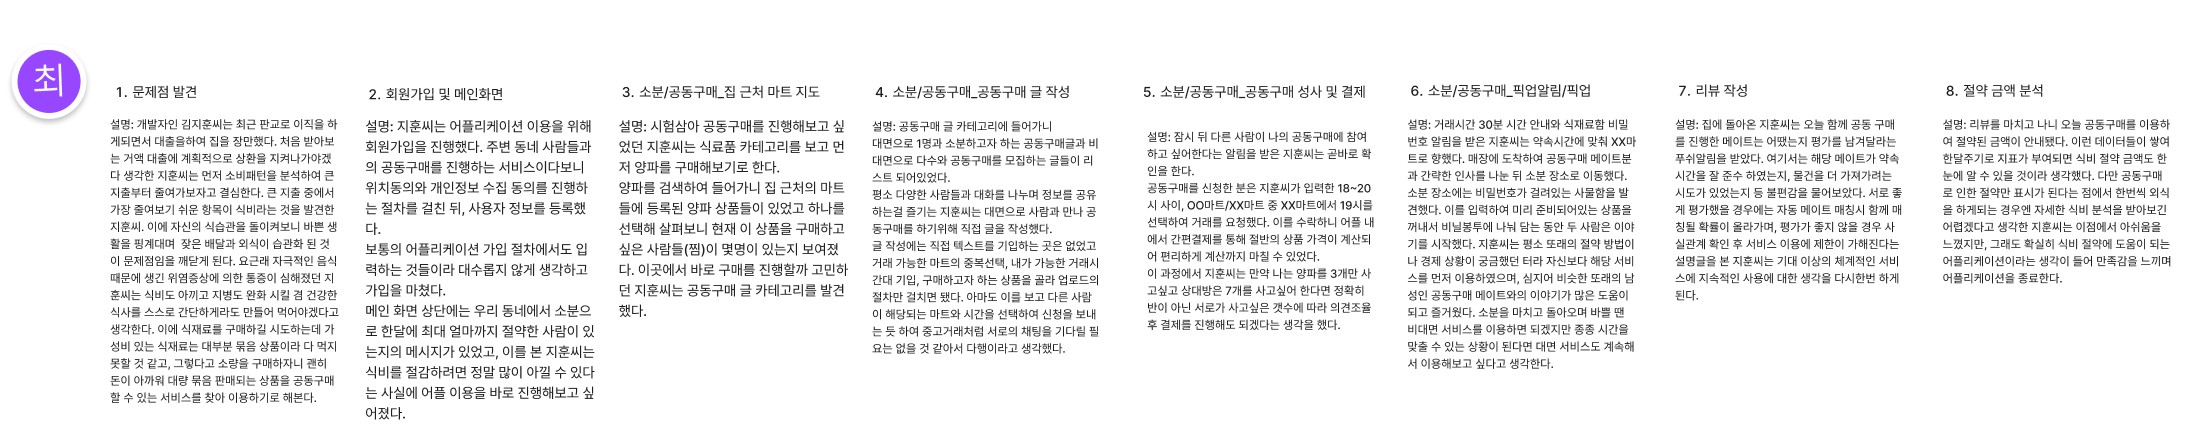 최
1. 문제점 발견
설명: 개발자인 김지훈씨는 최근 판교로 이직을 하
게되면서 대출을하여 집을 장만했다. 처음 받아보
는 거액 대출에 계획적으로 상환을 지켜나가야겠
다 생각한 지훈씨는 먼저 소비패턴을 분석하여 큰
지출부터 줄여가보자고 결심한다. 큰 지출 중에서
가장 줄여보기 쉬운 항목이 식비라는 것을 발견한
지훈씨. 이에 자신의 식습관을 돌이켜보니 바쁜 생
활을 핑계대며 잦은 배달과 외식이 습관화 된 것
이 문제점임을 깨닫게 된다. 요근래 자극적인 음식
때문에 생긴 위염증상에 의한 통증이 심해졌던 지
훈씨는 식비도 아끼고 지병도 완화 시킬 겸 건강한
식사를 스스로 간단하게라도 만들어 먹어야겠다고
생각한다. 이에 식재료를 구매하길 시도하는데 가
성비 있는 식재료는 대부분 묶음 상품이라 다 먹지
못할 것 같고, 그렇다고 소량을 구매하자니 괜히
돈이 아까워 대량 묶음 판매되는 상품을 공동구매
할 수 있는 서비스를 찾아 이용하기로 해본다.
2. 회원가입 및 메인화면
설명: 지훈씨는 어플리케이션 이용을 위해
회원가입을 진행했다. 주변 동네 사람들과
의 공동구매를 진행하는 서비스이다보니
위치동의와 개인정보 수집 동의를 진행하
는 절차를 걸친 뒤, 사용자 정보를 등록했
다.
보통의 어플리케이션 가입 절차에서도 입
력하는 것들이라 대수롭지 않게 생각하고
가입을 마쳤다.
메인 화면 상단에는 우리 동네에서 소분으
로 한달에 최대 얼마까지 절약한 사람이 있
는지의 메시지가 있었고, 이를 본 지훈씨는
식비를 절감하려면 정말 많이 아낄 수 있다
는 사실에 어플 이용을 바로 진행해보고 싶
어졌다.
3. 소분/공동구매_집 근처 마트 지도
설명: 시험삼아 공동구매를 진행해보고 싶
었던 지훈씨는 식료품 카테고리를 보고 먼
저 양파를 구매해보기로 한다.
양파를 검색하여 들어가니 집 근처의 마트
들에 등록된 양파 상품들이 있었고 하나를
선택해 살펴보니 현재 이 상품을 구매하고
싶은 사람들(찜)이 몇명이 있는지 보여졌
다. 이곳에서 바로 구매를 진행할까 고민하
던 지훈씨는 공동구매 글 카테고리를 발견
했다.
4. 소분/공동구매_공동구매 글 작성
설명: 공동구매 글 카테고리에 들어가니
대면으로 1명과 소분하고자 하는 공동구매글과 비
대면으로 다수와 공동구매를 모집하는 글들이 리
스트 되어있었다.
평소 다양한 사람들과 대화를 나누며 정보를 공유
하는걸 즐기는 지훈씨는 대면으로 사람과 만나 공
동구매를 하기위해 직접 글을 작성했다.
글 작성에는 직접 텍스트를 기입하는 곳은 없었고
거래 가능한 마트의 중복선택, 내가 가능한 거래시
간대 기입, 구매하고자 하는 상품을 골라 업로드의
절차만 걸치면 됐다. 아마도 이를 보고 다른 사람
이 해당되는 마트와 시간을 선택하여 신청을 보내
는 듯 하여 중고거래처럼 서로의 채팅을 기다릴 필
요는 없을 것 같아서 다행이라고 생각했다.
5. 소분/공동구매_공동구매 성사 및 결제
설명: 잠시 뒤 다른 사람이 나의 공동구매에 참여
하고 싶어한다는 알림을 받은 지훈씨는 곧바로 확
인을 한다.
공동구매를 신청한 분은 지훈씨가 입력한 18~20
시 사이, OO마트/XX마트 중 XX마트에서 19시를
선택하여 거래를 요청했다. 이를 수락하니 어플 내
에서 간편결제를 통해 절반의 상품 가격이 계산되
어 편리하게 계산까지 마칠 수 있었다.
이 과정에서 지훈씨는 만약 나는 양파를 3개만 사
고싶고 상대방은 7개를 사고싶어 한다면 정확히
반이 아닌 서로가 사고싶은 갯수에 따라 의견조율
후 결제를 진행해도 되겠다는 생각을 했다.
6. 소분/공동구매_픽업알림/픽업
설명: 거래시간 30분 시간 안내와 식재료함 비밀
번호 알림을 받은 지훈씨는 약속시간에 맞춰 XX마
트로 향했다. 매장에 도착하여 공동구매 메이트분
과 간략한 인사를 나눈 뒤 소분 장소로 이동했다.
소분 장소에는 비밀번호가 걸려있는 사물함을 발
견했다. 이를 입력하여 미리 준비되어있는 상품을
꺼내서 비닐봉투에 나눠 담는 동안 두 사람은 이야
기를 시작했다. 지훈씨는 평소 또래의 절약 방법이
나 경제 상황이 궁금했던 터라 자신보다 해당 서비
스를 먼저 이용하였으며, 심지어 비슷한 또래의 남
성인 공동구매 메이트와의 이야기가 많은 도움이
되고 즐거웠다. 소분을 마치고 돌아오며 바쁠 땐
비대면 서비스를 이용하면 되겠지만 종종 시간을
맞출 수 있는 상황이 된다면 대면 서비스도 계속해
서 이용해보고 싶다고 생각한다.
7. 리뷰 작성
설명: 집에 돌아온 지훈씨는 오늘 함께 공동 구매
를 진행한 메이트는 어땠는지 평가를 남겨달라는
푸쉬알림을 받았다. 여기서는 해당 메이트가 약속
시간을 잘 준수 하였는지, 물건을 더 가져가려는
시도가 있었는지 등 불편감을 물어보았다. 서로 좋
게 평가했을 경우에는 자동 메이트 매칭시 함께 매
칭될 확률이 올라가며, 평가가 좋지 않을 경우 사
실관계 확인 후 서비스 이용에 제한이 가해진다는
설명글을 본 지훈씨는 기대 이상의 체계적인 서비
스에 지속적인 사용에 대한 생각을 다시한번 하게
된다.
8. 절약 금액 분석
설명: 리뷰를 마치고 나니 오늘 공동구매를 이용하
여 절약된 금액이 안내됐다. 이런 데이터들이 쌓여
한달주기로 지표가 부여되면 식비 절약 금액도 한
눈에 알 수 있을 것이라 생각했다. 다만 공동구매
로 인한 절약만 표시가 된다는 점에서 한번씩 외식
을 하게되는 경우엔 자세한 식비 분석을 받아보긴
어렵겠다고 생각한 지훈씨는 이점에서 아쉬움을
느꼈지만, 그래도 확실히 식비 절약에 도움이 되는
어플리케이션이라는 생각이 들어 만족감을 느끼며
어플리케이션을 종료한다.